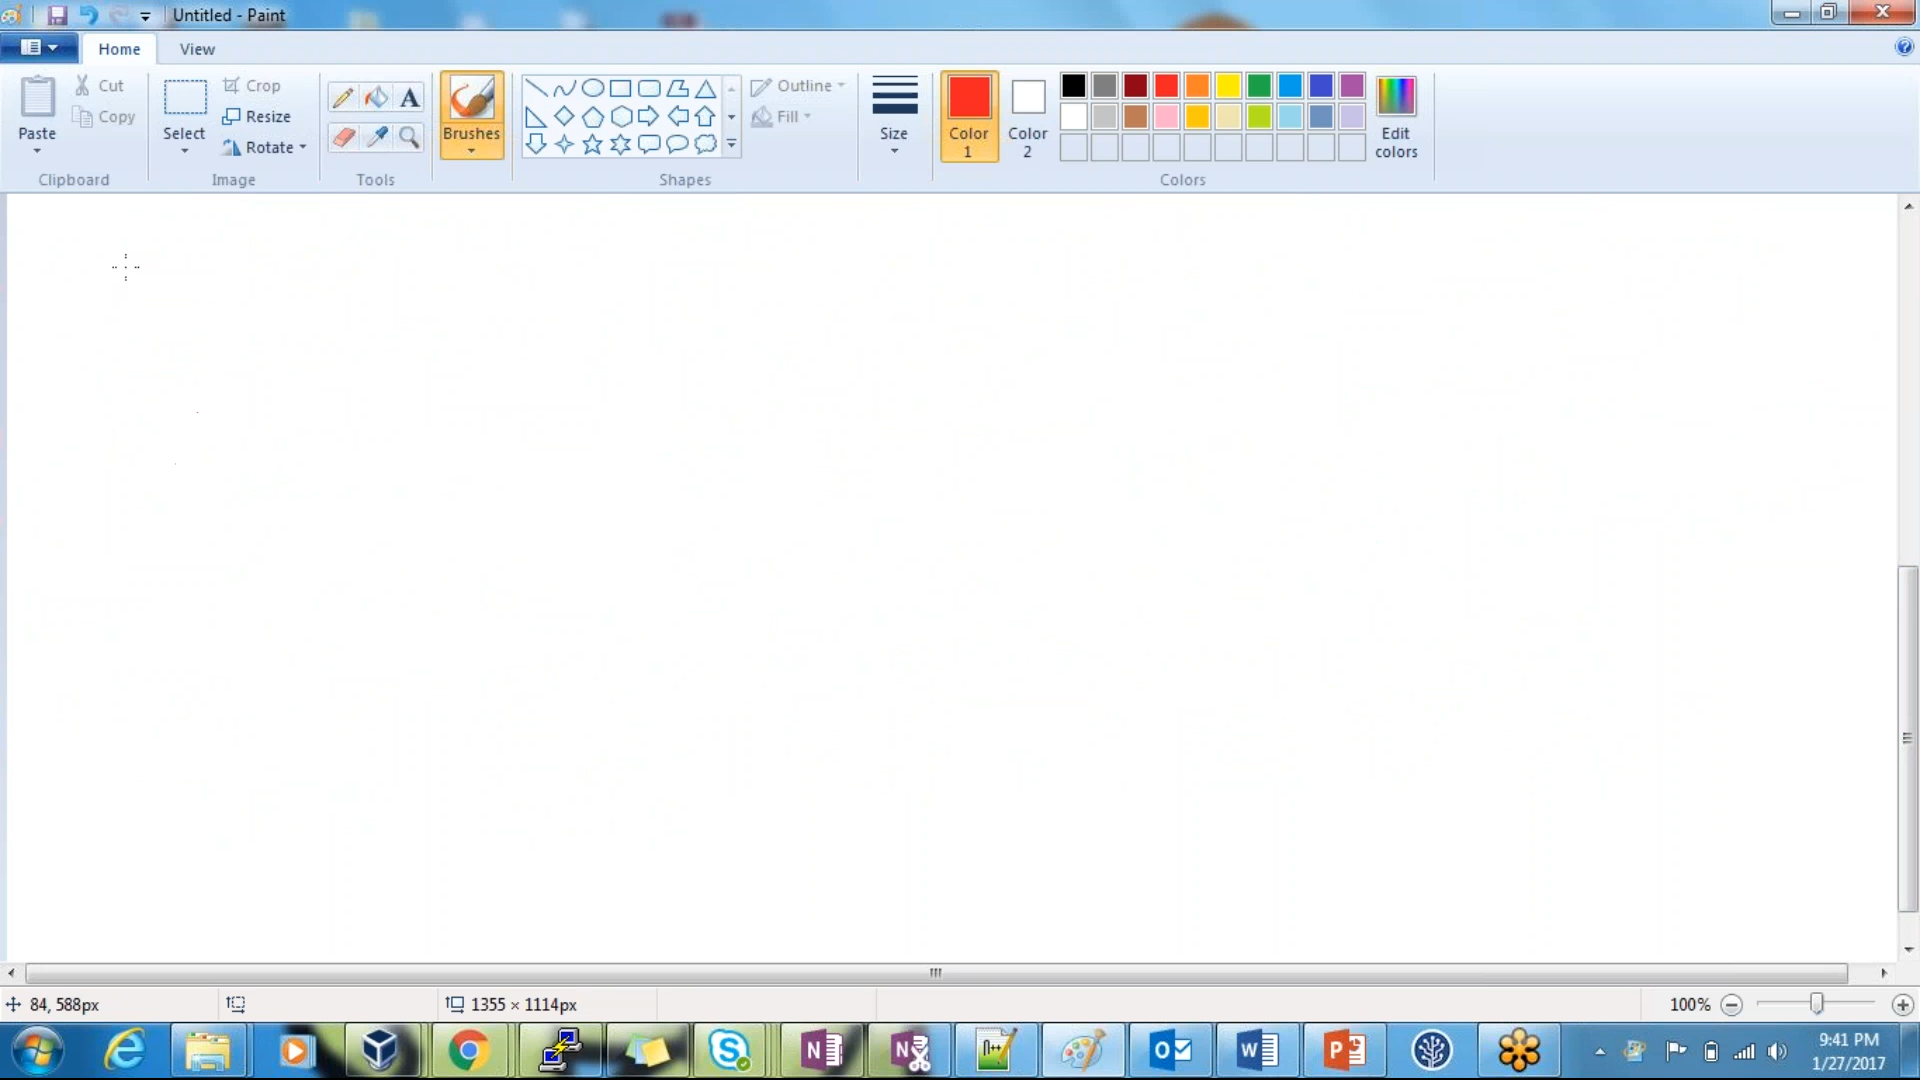 Untitled - Paint
Home
View
Paste
Cut
Copy
Clipboard
Select
Crop
Resize
Rotate
Image
Tools
Brushes
Shapes
Outline
Fill
Size
Color
1
Color
2
Edit
colors
Colors
84, 588px
1355 × 1114px
100%
9:41 PM
1/27/2017